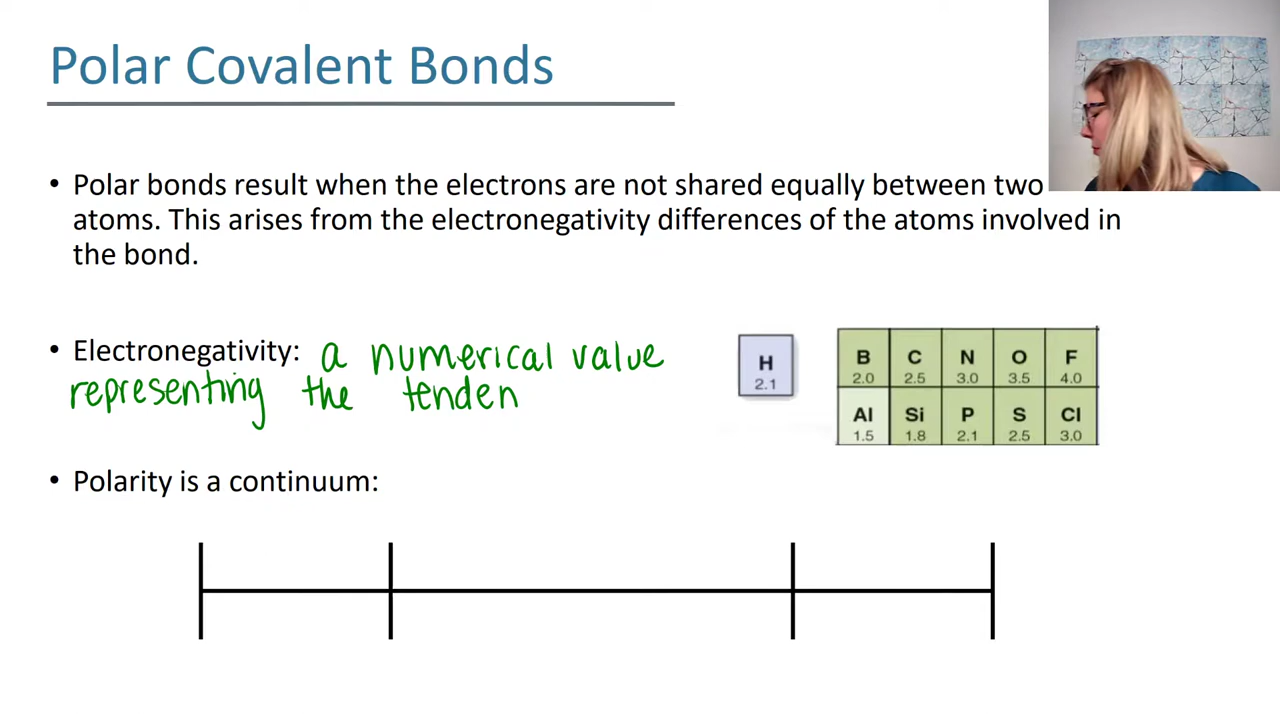 Polar Covalent Bonds
• Polar bonds result when the electrons are not shared equally between two
atoms. This arises from the electronegativity differences of the atoms involved in
the bond.
• Electronegativity: a numerical value
representing the tenden
H
2.1
B C N O F
2.0 2.5 3.0 3.5 4.0
Al Si P S Cl
1.5 1.8 2.1 2.5 3.0
• Polarity is a continuum: